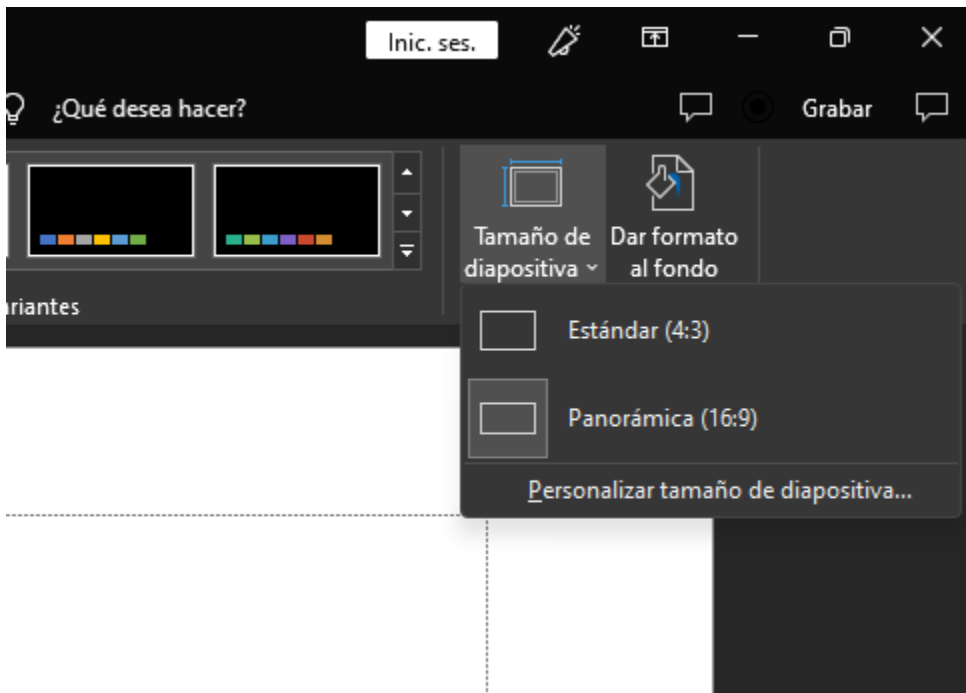 Inic. ses.
¿Qué desea hacer?
Grabar
Tamaño de
diapositiva
Dar formato
al fondo
riantes
Estándar (4:3)
Panorámica (16:9)
Personalizar tamaño de diapositiva...